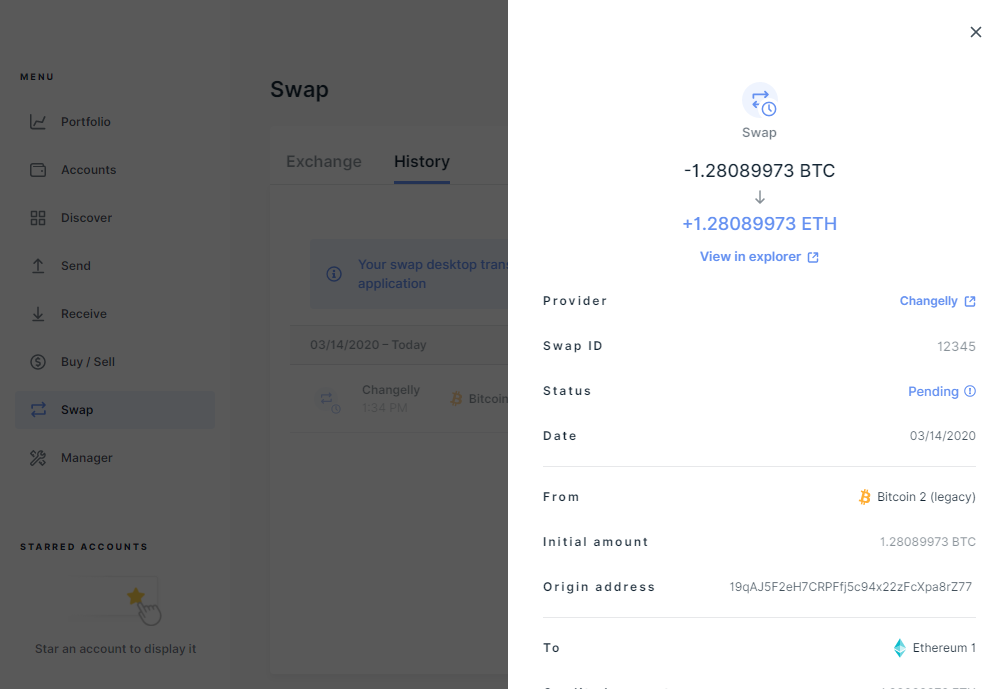 MENU
Portfolio
Accounts
Discover
Send
Receive
Buy / Sell
Swap
Manager
STARRED ACCOUNTS
Star an account to display it
Swap
Exchange
History
Your swap desktop
application
03/14/2020 – Today
Changelly
1:34 PM
Bitcoin
Swap
-1.28089973 BTC
+1.28089973 ETH
View in explorer
Provider
Changelly
Swap ID
12345
Status
Pending
Date
03/14/2020
From
Bitcoin 2 (legacy)
Initial amount
1.28089973 BTC
Origin address
19qAJ5F2eH7CRPFfj5c94x22zFcXpa8rZ77
To
Ethereum 1